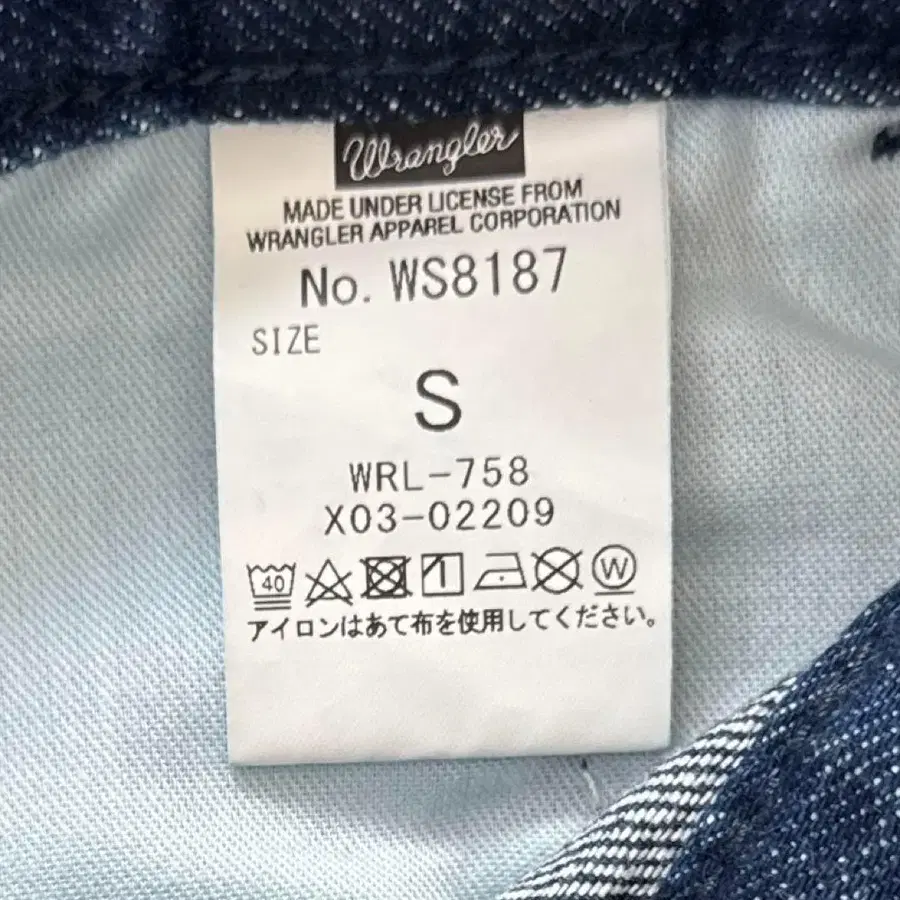 Wrangler
MADE UNDER LICENSE FROM
WRANGLER APPAREL CORPORATION
No. WS8187
SIZE
S
WRL-758
X03-02209
40 W
アイロンはあて布を使用してください。